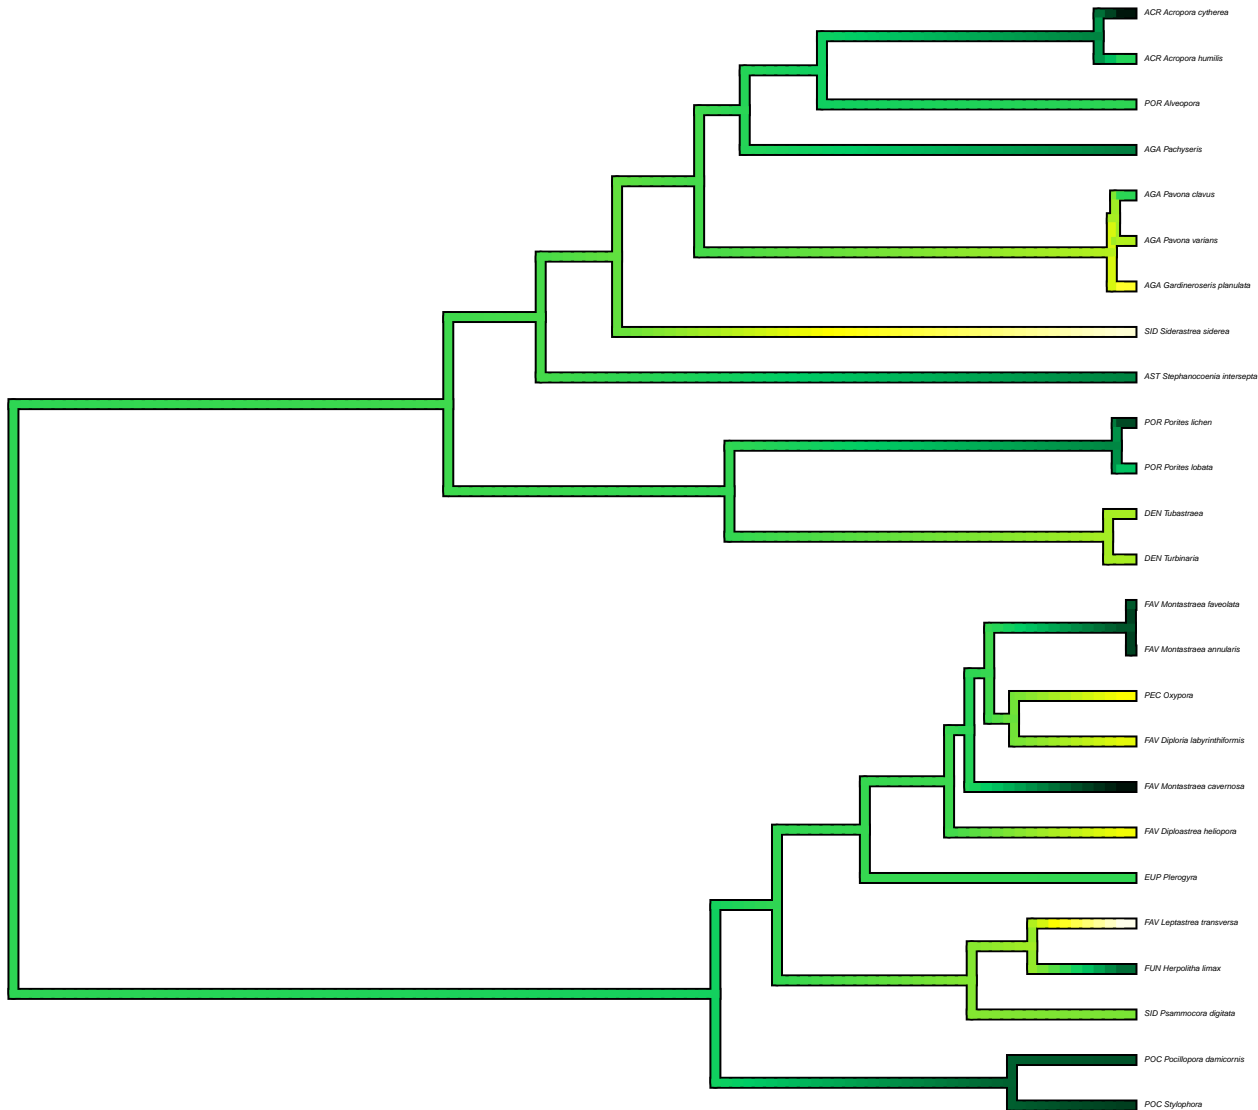 ACR Acropora cytherea
ACR Acropora humilis
POR Alveopora
AGA Pachyseris
AGA Pavona clavus
AGA Pavona varians
AGA Gardineroseris planulata
SID Siderastrea siderea
AST Stephanocoenia intersepta
POR Porites lichen
POR Porites lobata
DEN Tubastraea
DEN Turbinaria
FAV Montastraea faveolata
FAV Montastraea annularis
PEC Oxypora
FAV Diploria labyrinthiformis
FAV Montastraea cavernosa
FAV Diploastrea heliopora
EUP Plerogyra
FAV Leptastrea transversa
FUN Herpolitha limax
SID Psammocora digitata
POC Pocillopora damicornis
POC Stylophora